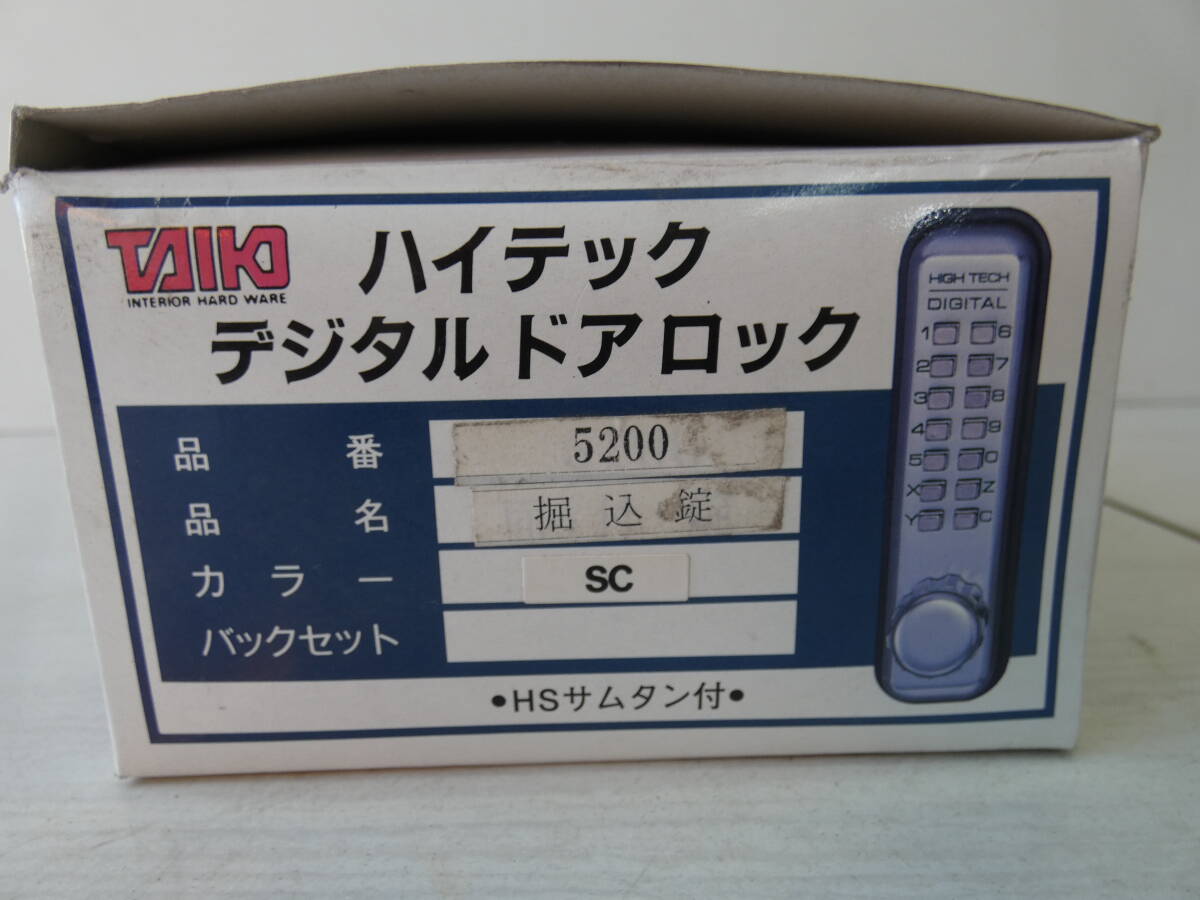 TAIKO
INTERIOR HARD WARE
ハイテック
デジタルドアロック
品番 5200
品名 掘込錠
カラー SC
バックセット
●HSサムタン付●
HIGH TECH
DIGITAL
1 6
2 7
3 8
4 9
5 0
X Z
Y C